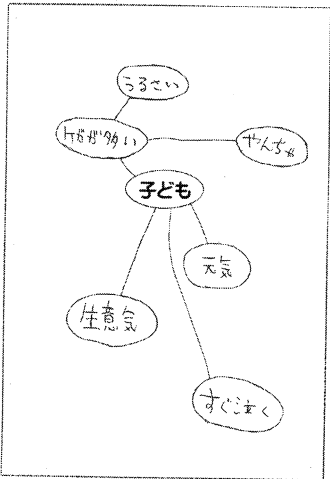 うるさい
ケガが多い
やんちゃ
子ども
元気
生意気
すぐ泣く